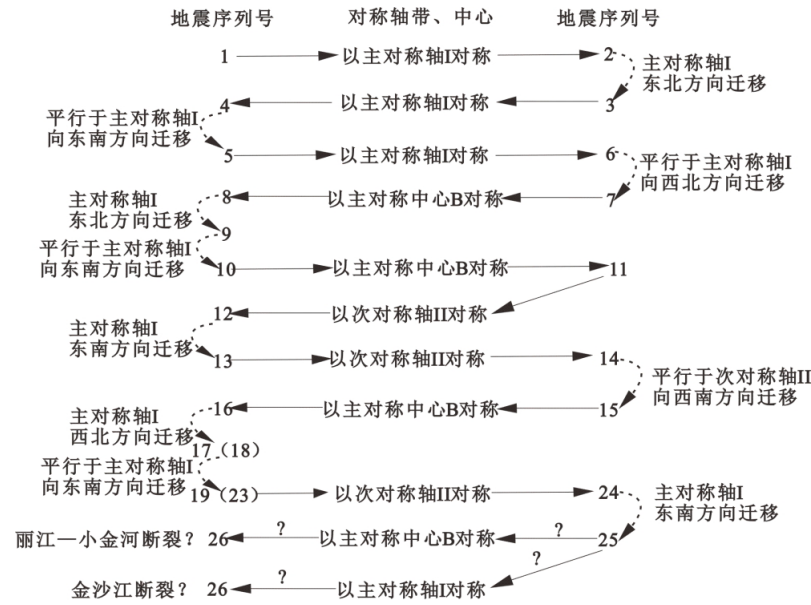 地震序列号 对称轴带、中心 地震序列号
1 以主对称轴I对称 2
主对称轴I
东北方向迁移
4 以主对称轴I对称 3
平行于主对称轴I
向东南方向迁移
5 以主对称轴I对称 6
平行于主对称轴I
向西北方向迁移
8 以主对称中心B对称 7
主对称轴I
东北方向迁移
9
平行于主对称轴I
向东南方向迁移
10 以主对称中心B对称 11
12 以次对称轴II对称
主对称轴I
东南方向迁移
13 以次对称轴II对称 14
平行于次对称轴II
向西南方向迁移
16 以主对称中心B对称 15
主对称轴I
西北方向迁移
17（18）
平行于主对称轴I
向东南方向迁移
19（23） 以次对称轴II对称 24
主对称轴I
东南方向迁移
丽江—小金河断裂？ 26 ? 以主对称中心B对称 ? 25
?
金沙江断裂？ 26 ? 以主对称轴I对称